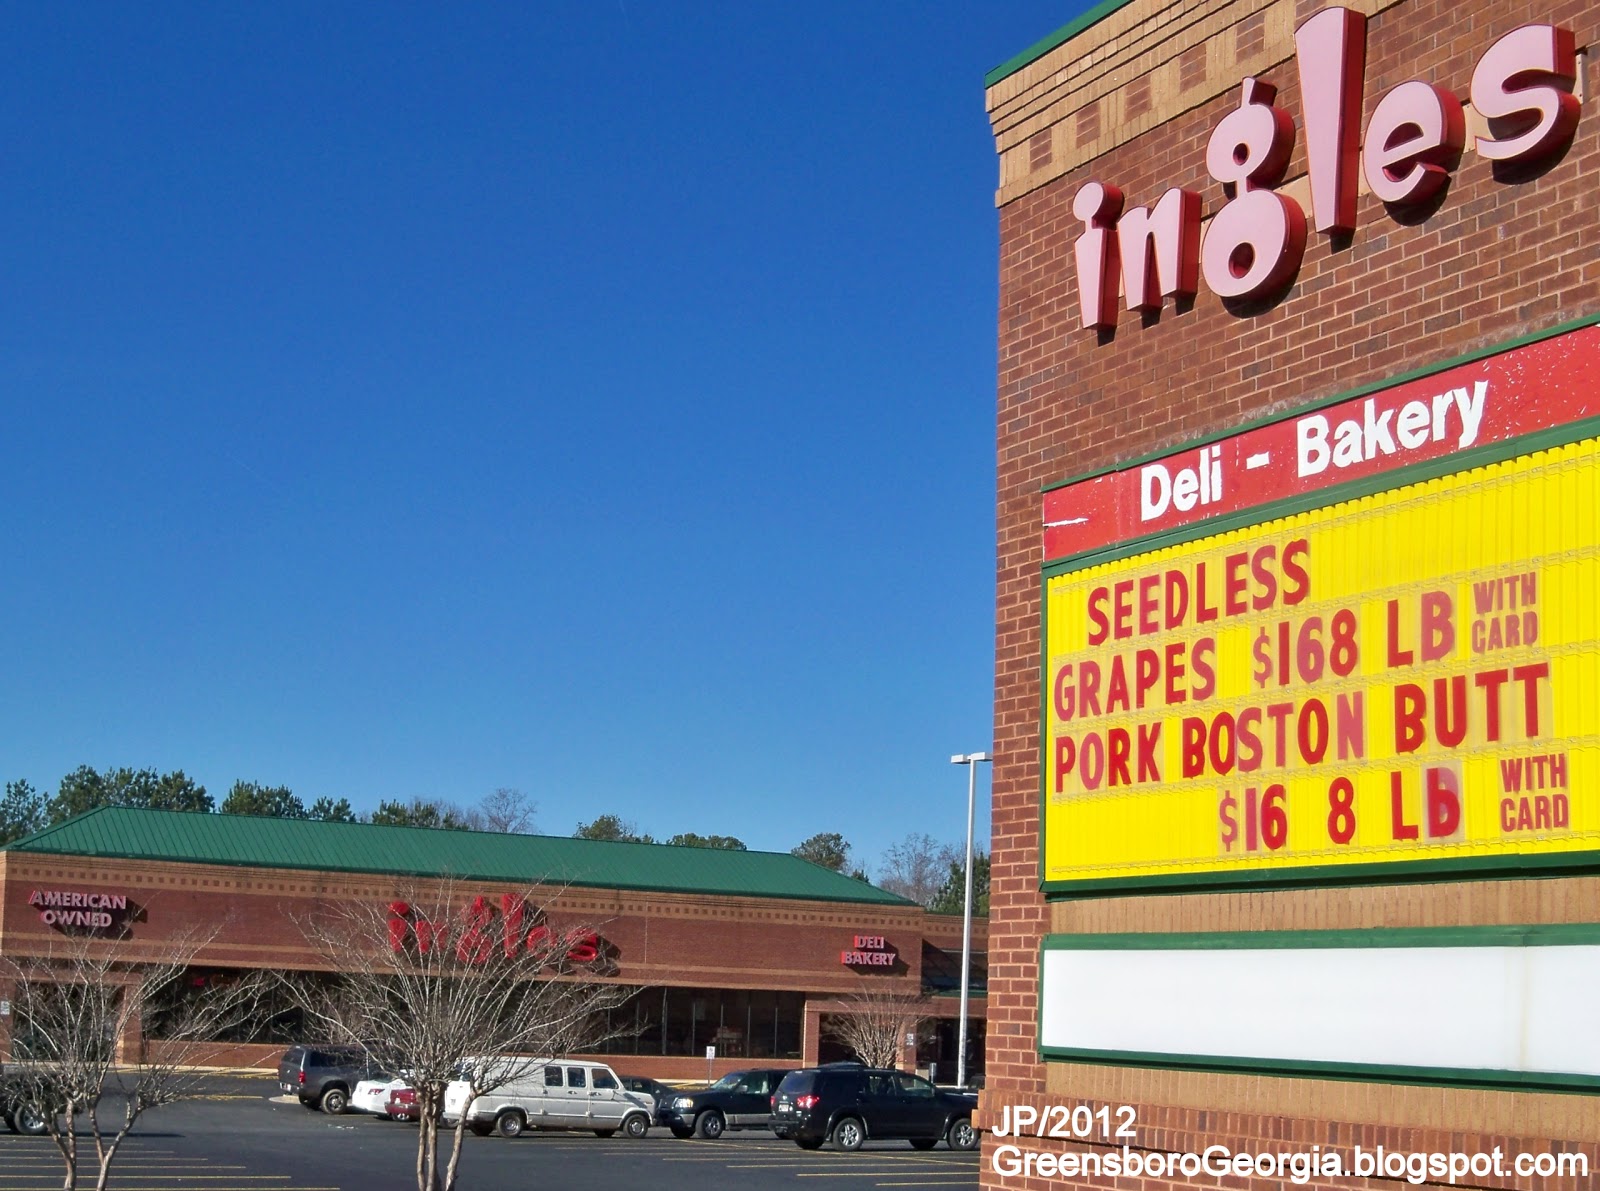 ingles
Deli - Bakery
SEEDLESS
GRAPES $168 LB WITH CARD
PORK BOSTON BUTT
$16 8 Lb WITH CARD
AMERICAN
OWNED
ingles
DELI
BAKERY
JP/2012
GreensboroGeorgia.blogspot.com